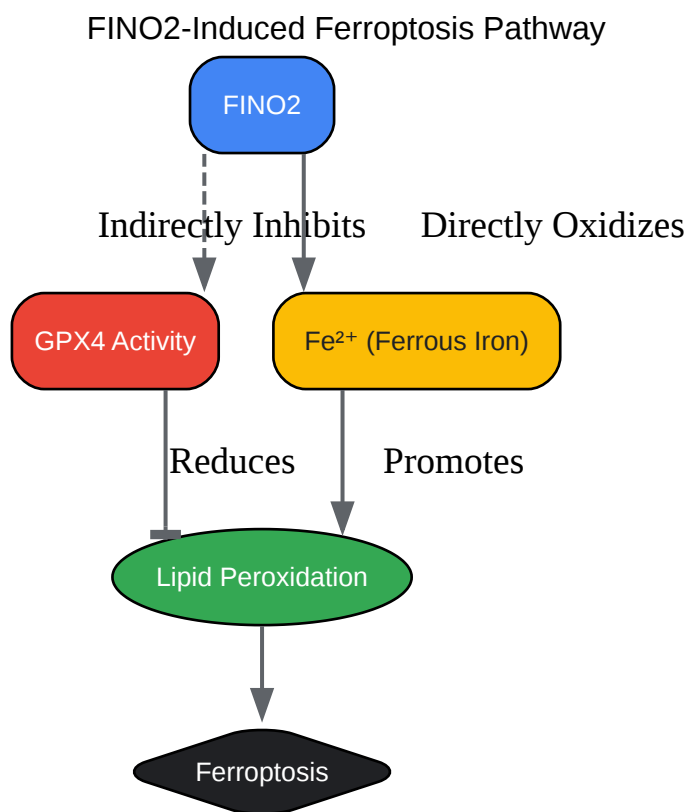 FINO2-Induced Ferroptosis Pathway
FINO2
Indirectly Inhibits
Directly Oxidizes
GPX4 Activity
Fe²⁺ (Ferrous Iron)
Reduces
Promotes
Lipid Peroxidation
Ferroptosis